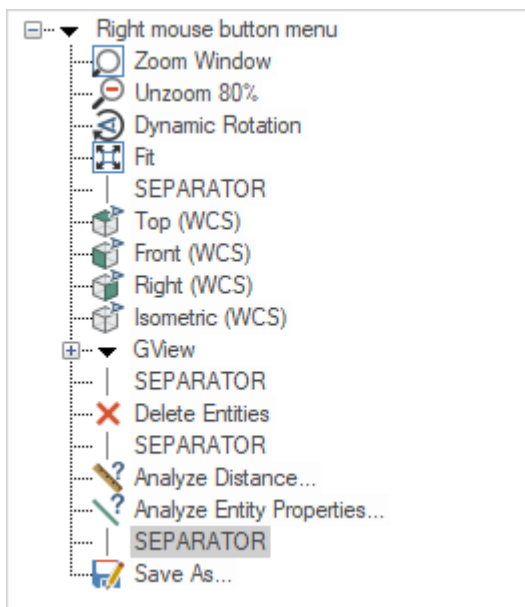 Right mouse button menu
Zoom Window
Unzoom 80%
Dynamic Rotation
Fit
SEPARATOR
Top (WCS)
Front (WCS)
Right (WCS)
Isometric (WCS)
GView
SEPARATOR
Delete Entities
SEPARATOR
Analyze Distance...
Analyze Entity Properties...
SEPARATOR
Save As...